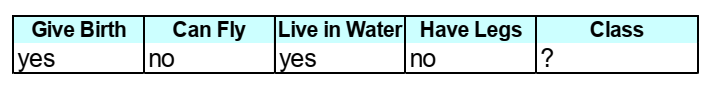 Give Birth Can Fly Live in Water Have Legs Class
yes no yes no ?